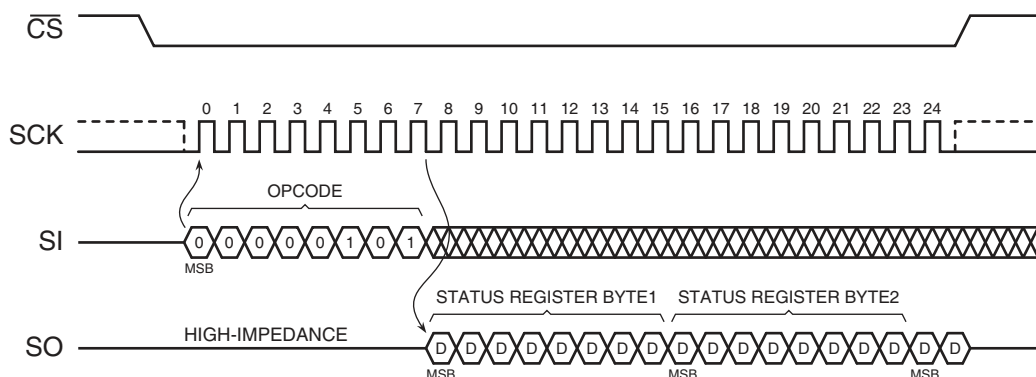 CS
0 1 2 3 4 5 6 7 8 9 10 11 12 13 14 15 16 17 18 19 20 21 22 23 24
SCK
OPCODE
SI 0 0 0 0 0 1 0 1
MSB
STATUS REGISTER BYTE1 STATUS REGISTER BYTE2
HIGH-IMPEDANCE
SO D D D D D D D D D D D D D D D D D D
MSB MSB MSB